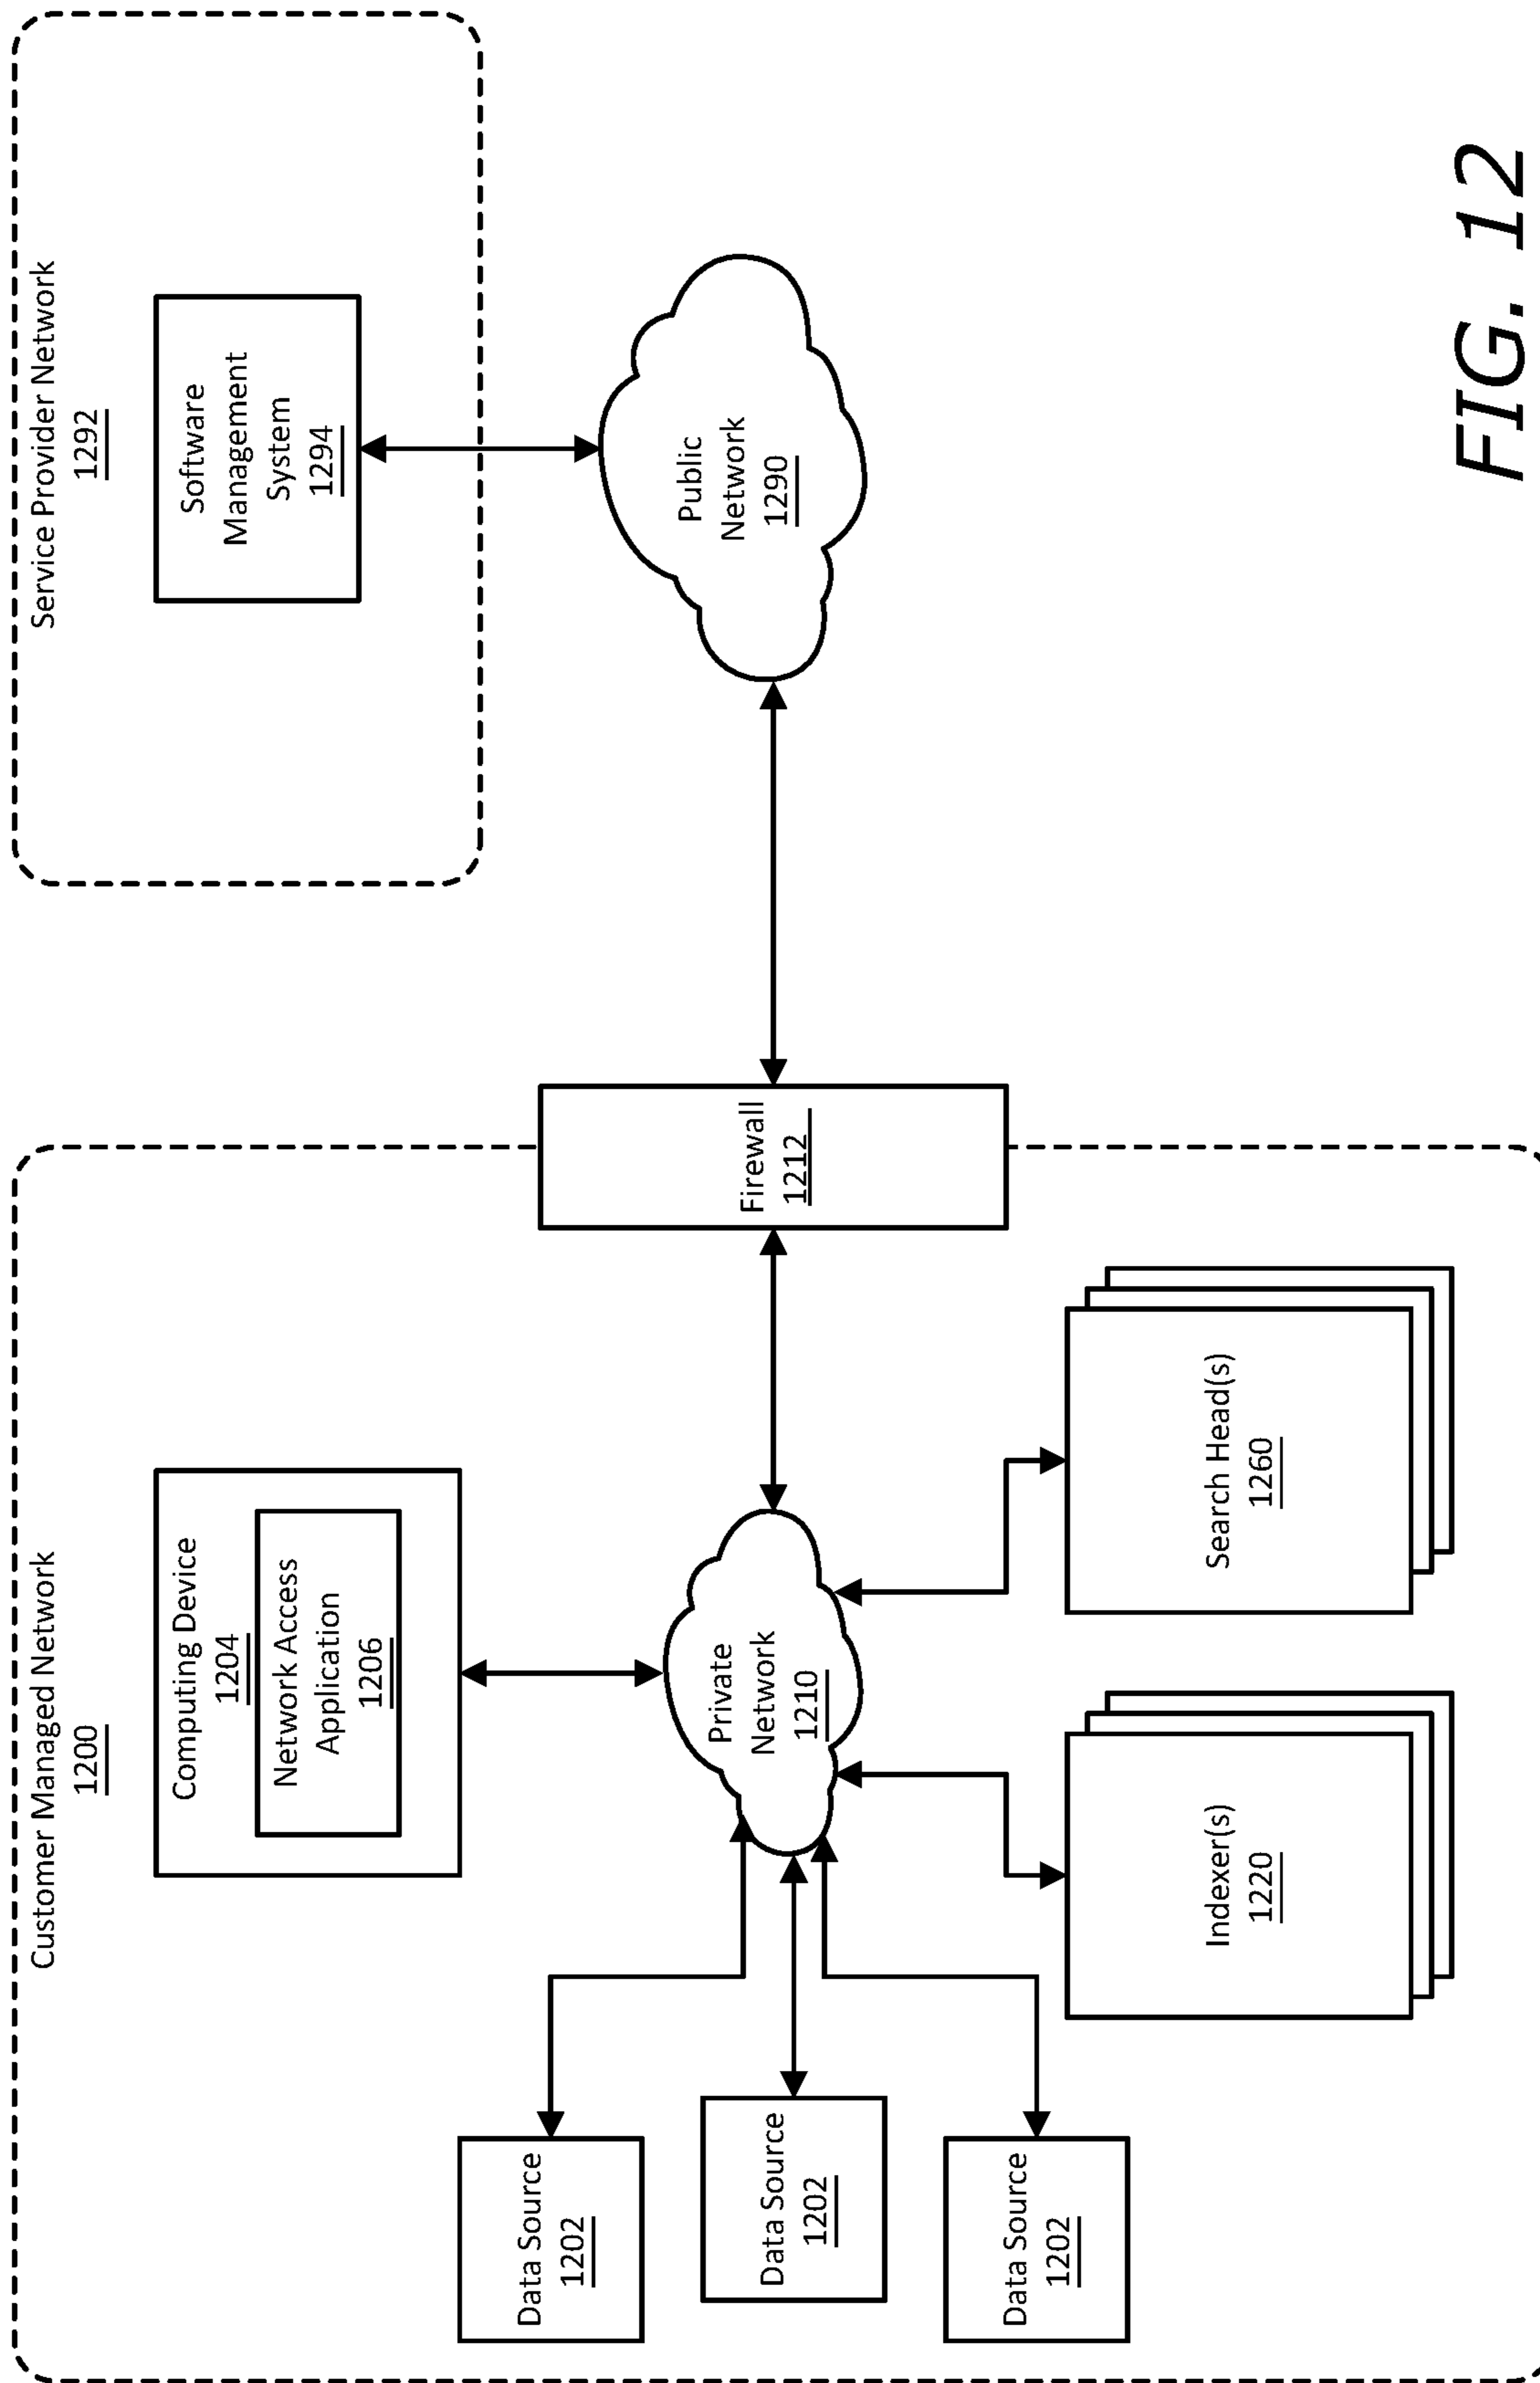 Customer Managed Network
1200
Service Provider Network
1292
Computing Device
1204
Network Access
Application
1206
Software
Management
System
1294
Data Source
1202
Data Source
1202
Data Source
1202
Private
Network
1210
Firewall
1212
Public
Network
1290
Indexer(s)
1220
Search Head(s)
1260
FIG. 12